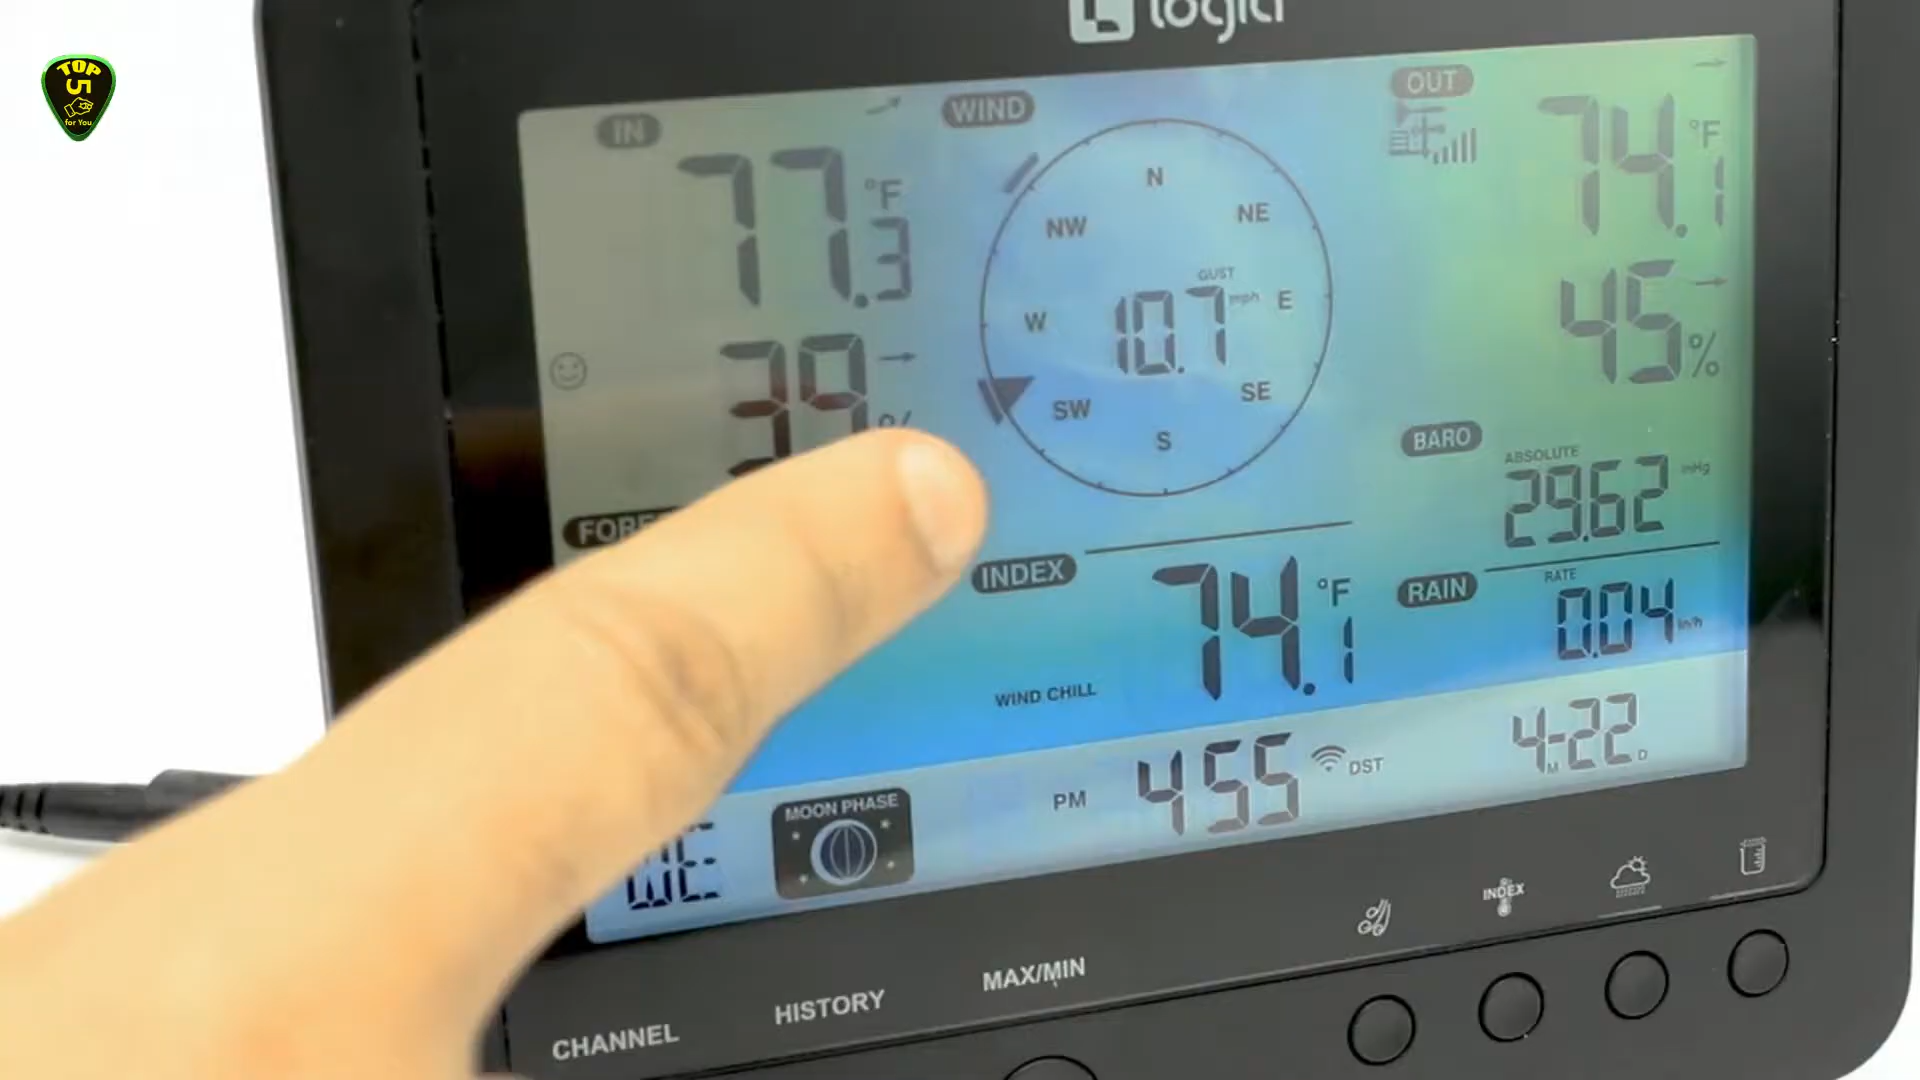 TOP
5
for You
logia
IN
77.3 °F
39 %
WIND
N
NW
NE
GUST
W
10.7 mph
E
SW
SE
S
OUT
74.1 °F
45 %
BARO
ABSOLUTE
29.62 inHg
INDEX
74.1 °F
WIND CHILL
RAIN
RATE
0.04 in/h
WE
MOON PHASE
PM 4:55 DST
4-22
M D
INDEX
CHANNEL
HISTORY
MAX/MIN